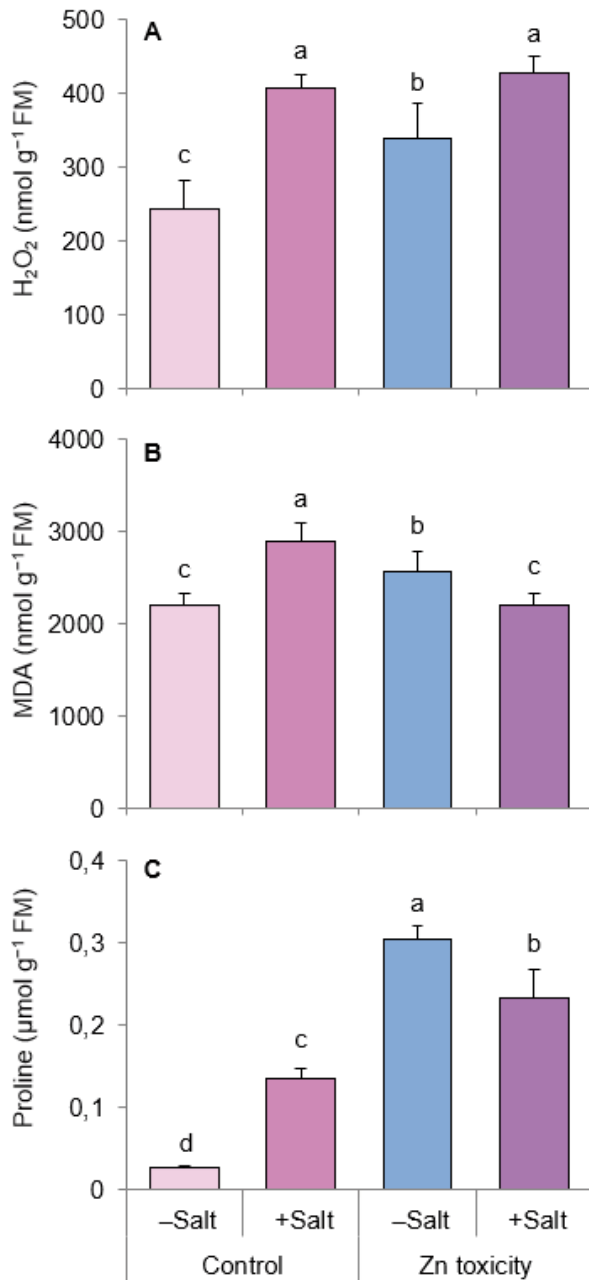 A
H₂O₂ (nmol g⁻¹ FM)
500
400
300
200
100
0
c
a
b
a
B
MDA (nmol g⁻¹ FM)
4000
3000
2000
1000
0
c
a
b
c
C
Proline (µmol g⁻¹ FM)
0,4
0,3
0,2
0,1
0
d
c
a
b
–Salt +Salt –Salt +Salt
Control Zn toxicity